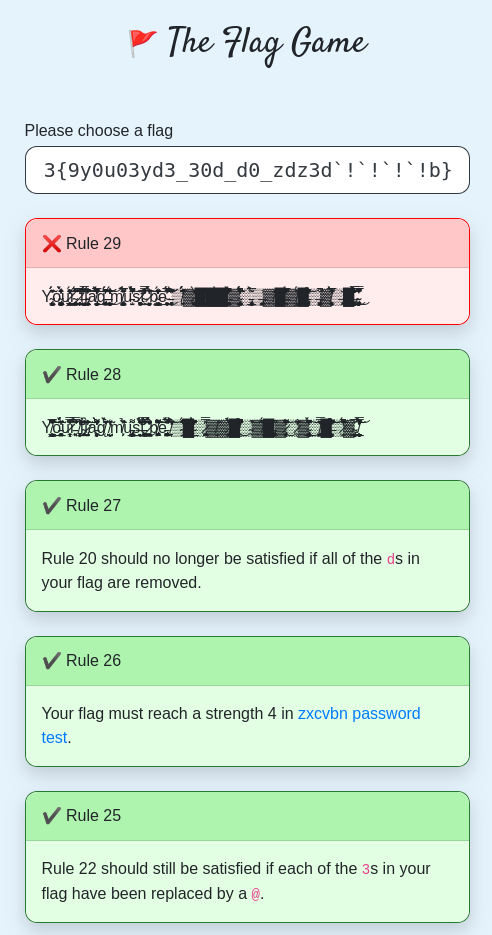 The Flag Game
Please choose a flag
3{9y0u03yd3_30d_d0_zdz3d`!`!`!`!b}
Rule 29
Your flag must be
Rule 28
Your flag must be
Rule 27
Rule 20 should no longer be satisfied if all of the ds in
your flag are removed.
Rule 26
Your flag must reach a strength 4 in zxcvbn password
test.
Rule 25
Rule 22 should still be satisfied if each of the 3s in your
flag have been replaced by a @.